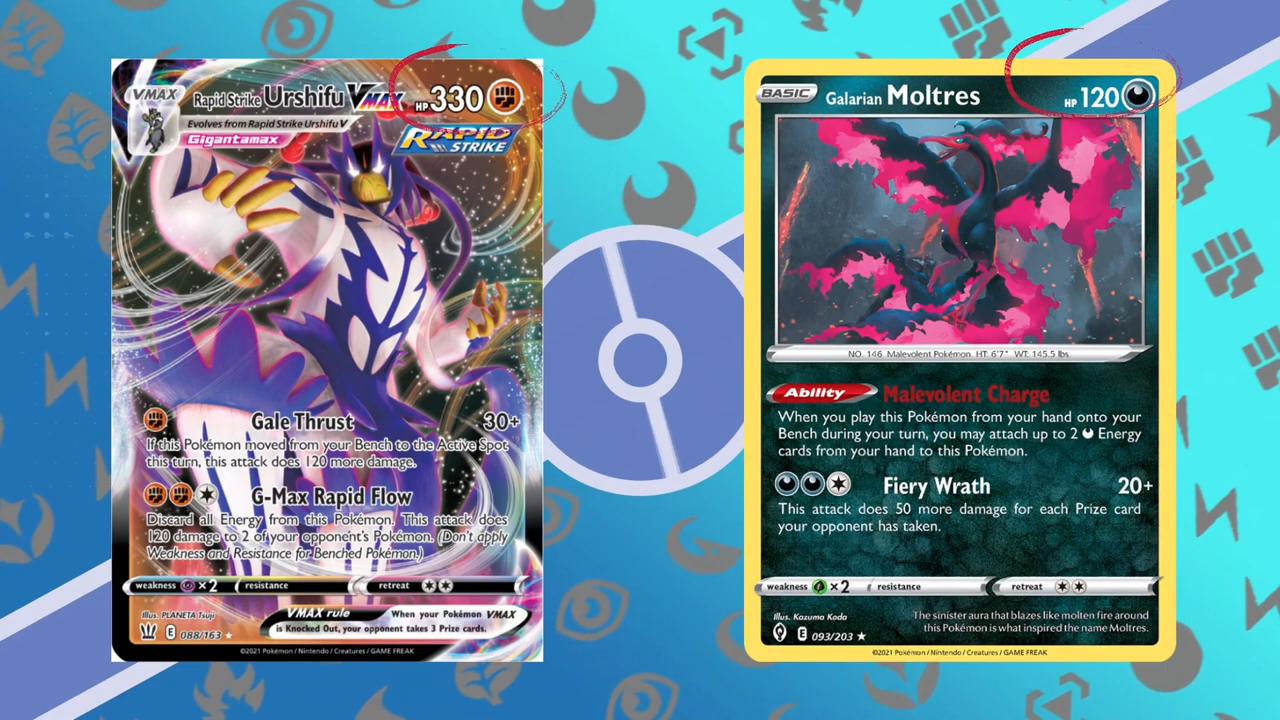 VMAX
Rapid Strike Urshifu VMAX HP 330
Evolves from Rapid Strike Urshifu V
Gigantamax
RAPID
STRIKE
Gale Thrust 30+
If this Pokémon moved from your Bench to the Active Spot
this turn, this attack does 120 more damage.
G-Max Rapid Flow
Discard all Energy from this Pokémon. This attack does
120 damage to 2 of your opponent's Pokémon. (Don't apply
Weakness and Resistance for Benched Pokémon.)
weakness ×2 resistance retreat
Illus. PLANETA Tsuji
E 088/163
VMAX rule When your Pokémon VMAX
is Knocked Out, your opponent takes 3 Prize cards.
©2021 Pokémon / Nintendo / Creatures / GAME FREAK
BASIC Galarian Moltres HP 120
NO. 146 Malevolent Pokémon HT: 6'7" WT: 145.5 lbs.
Ability Malevolent Charge
When you play this Pokémon from your hand onto your
Bench during your turn, you may attach up to 2 Energy
cards from your hand to this Pokémon.
Fiery Wrath 20+
This attack does 50 more damage for each Prize card
your opponent has taken.
weakness ×2 resistance retreat
Illus. Kazuma Koda
E 093/203 ★
The sinister aura that blazes like molten fire around
this Pokémon is what inspired the name Moltres.
©2021 Pokémon / Nintendo / Creatures / GAME FREAK